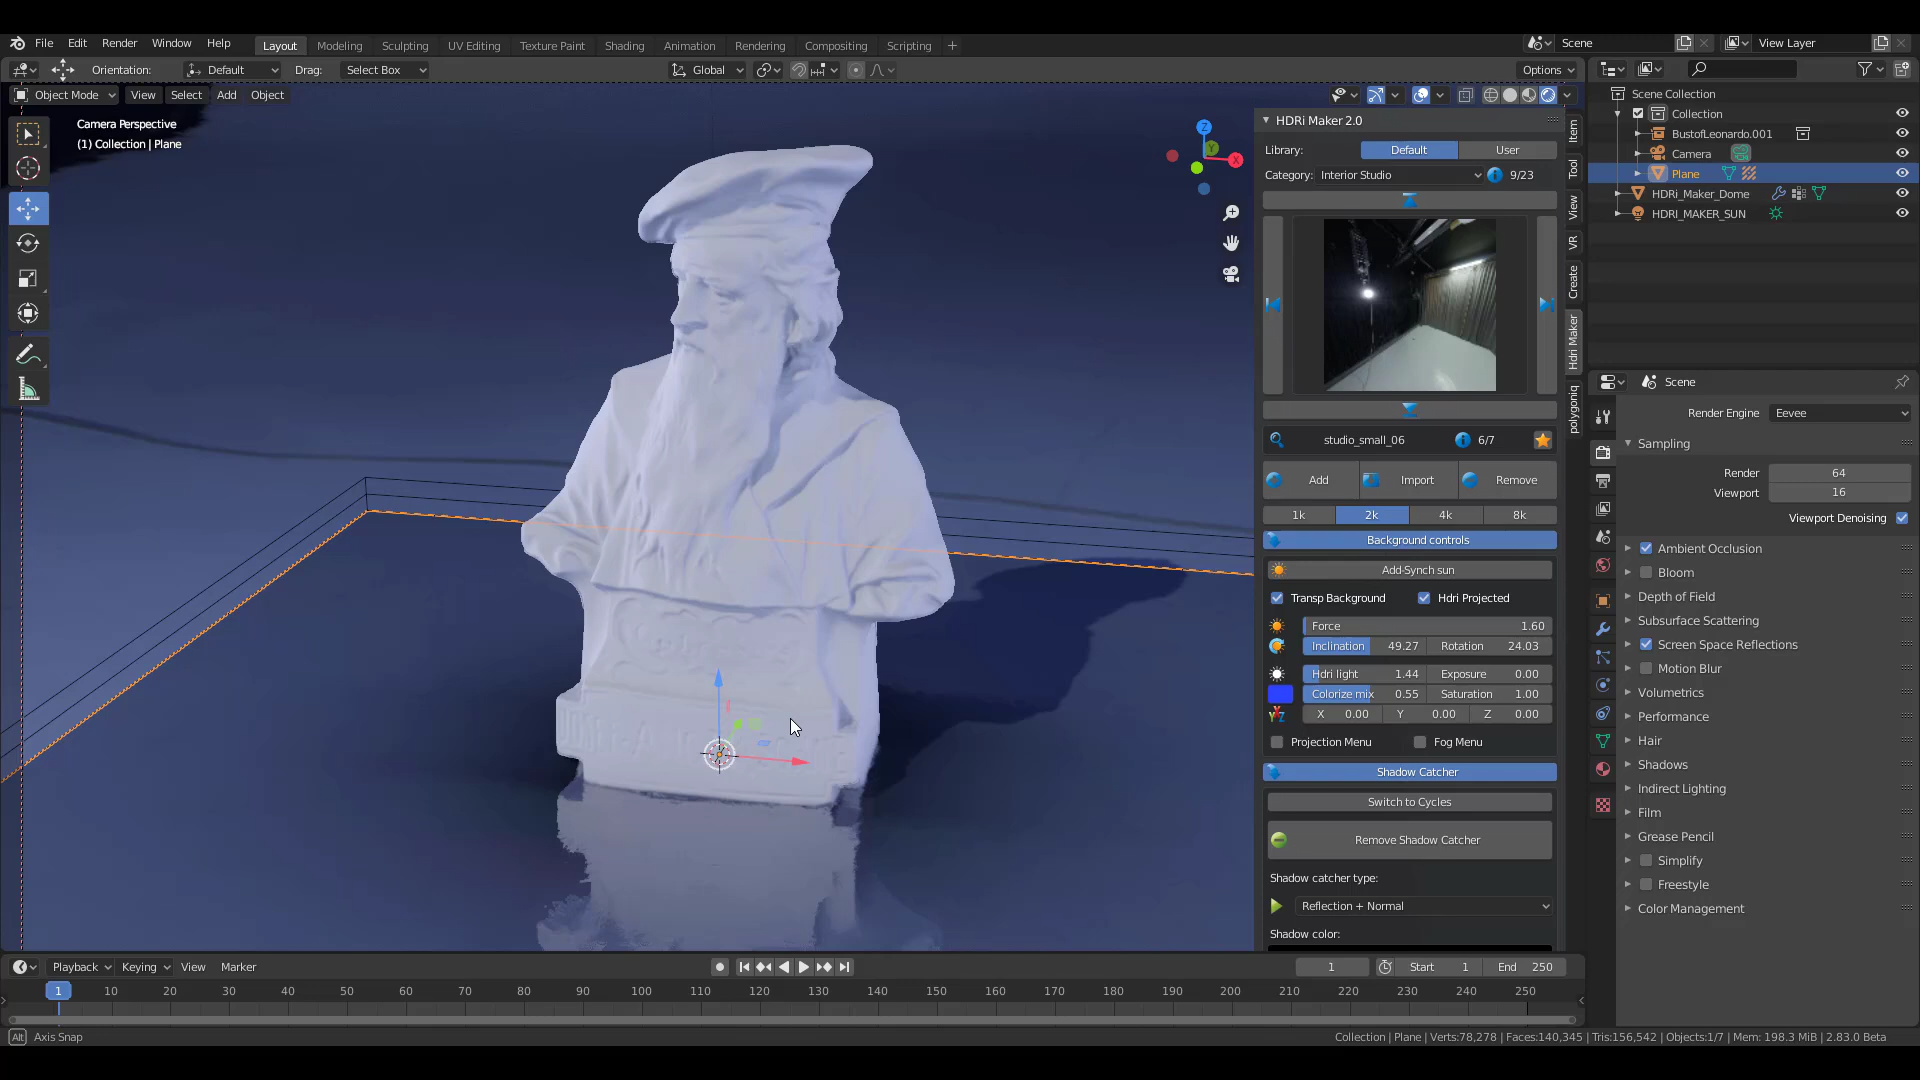 File Edit Render Window Help Layout Modeling Sculpting UV Editing Texture Paint Shading Animation Rendering Compositing Scripting + Scene View Layer
Orientation: Default Drag: Select Box Global Options
Object Mode View Select Add Object
Camera Perspective
(1) Collection | Plane
Z
Y
X
HDRi Maker 2.0
Library: Default User
Category: Interior Studio 9/23
studio_small_06 6/7
Add Import Remove
1k 2k 4k 8k
Background controls
Add-Synch sun
Transp Background Hdri Projected
Force 1.60
Inclination 49.27 Rotation 24.03
Hdri light 1.44 Exposure 0.00
Colorize mix 0.55 Saturation 1.00
X 0.00 Y 0.00 Z 0.00
Projection Menu Fog Menu
Shadow Catcher
Switch to Cycles
Remove Shadow Catcher
Shadow catcher type:
Reflection + Normal
Shadow color:
Item
Tool
View
VR
Create
Hdri Maker
polygoniq
Scene Collection
Collection
BustofLeonardo.001
Camera
Plane
HDRi_Maker_Dome
HDRI_MAKER_SUN
Scene
Render Engine Eevee
Sampling
Render 64
Viewport 16
Viewport Denoising
Ambient Occlusion
Bloom
Depth of Field
Subsurface Scattering
Screen Space Reflections
Motion Blur
Volumetrics
Performance
Hair
Shadows
Indirect Lighting
Film
Grease Pencil
Simplify
Freestyle
Color Management
Playback Keying View Marker 1 Start 1 End 250
1 10 20 30 40 50 60 70 80 90 100 110 120 130 140 150 160 170 180 190 200 210 220 230 240 250
Alt Axis Snap
Collection | Plane | Verts:78,278 | Faces:140,345 | Tris:156,542 | Objects:1/7 | Mem: 198.3 MiB | 2.83.0 Beta